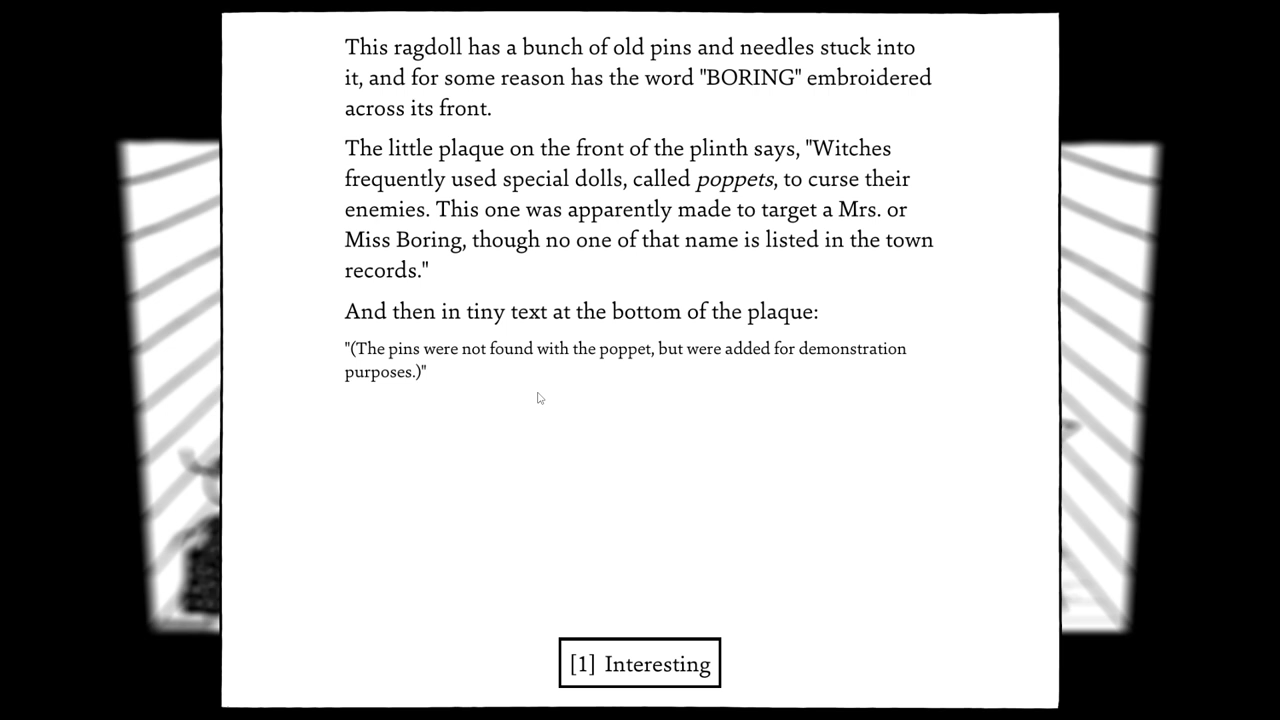 This ragdoll has a bunch of old pins and needles stuck into
it, and for some reason has the word "BORING" embroidered
across its front.
The little plaque on the front of the plinth says, "Witches
frequently used special dolls, called poppets, to curse their
enemies. This one was apparently made to target a Mrs. or
Miss Boring, though no one of that name is listed in the town
records."
And then in tiny text at the bottom of the plaque:
"(The pins were not found with the poppet, but were added for demonstration
purposes.)"
[1] Interesting